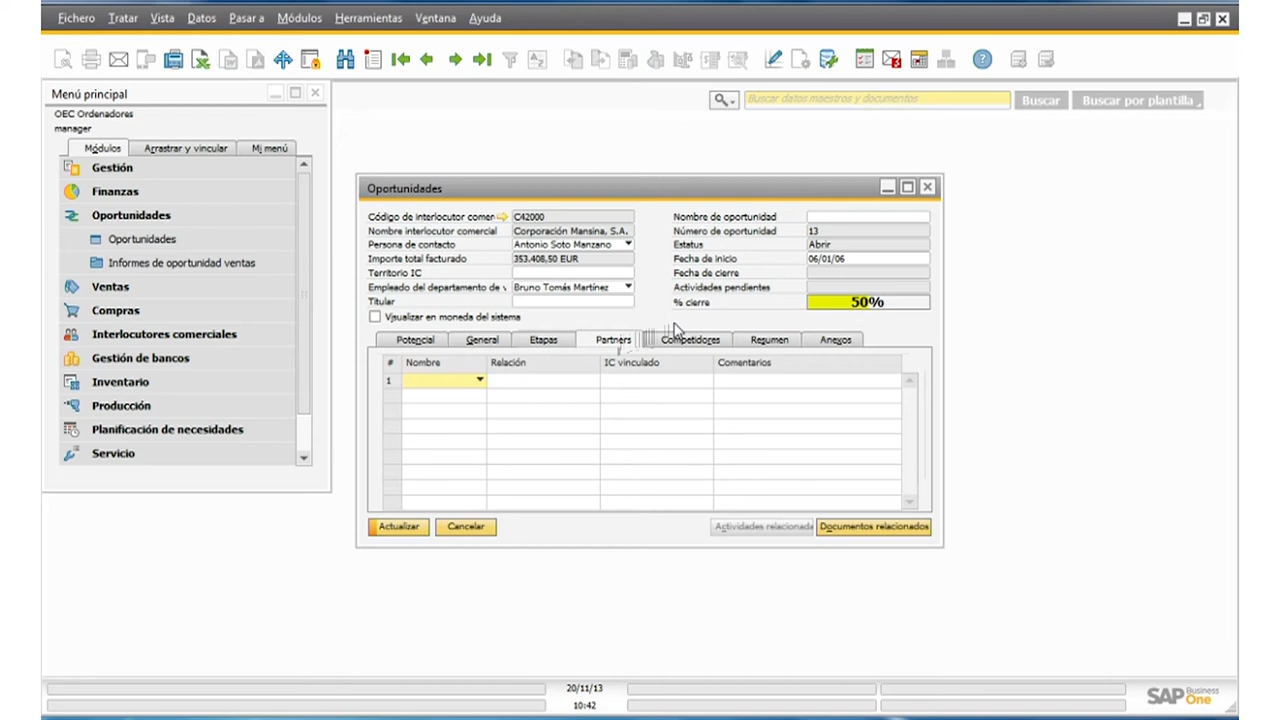 Fichero Tratar Vista Datos Pasar a Módulos Herramientas Ventana Ayuda
Menú principal
OEC Ordenadores
manager
Módulos Arrastrar y vincular Mi menú
Gestión
Finanzas
Oportunidades
Oportunidades
Informes de oportunidad ventas
Ventas
Compras
Interlocutores comerciales
Gestión de bancos
Inventario
Producción
Planificación de necesidades
Servicio
Buscar datos maestros y documentos Buscar Buscar por plantilla
Oportunidades
Código de interlocutor comer C42000 Nombre de oportunidad
Nombre interlocutor comercial Corporación Mansina, S.A. Número de oportunidad 13
Persona de contacto Antonio Soto Manzano Estatus Abrir
Importe total facturado 353.408,50 EUR Fecha de inicio 06/01/06
Territorio IC Fecha de cierre
Empleado del departamento de v Bruno Tomás Martínez Actividades pendientes
Titular % cierre 50%
Visualizar en moneda del sistema
Potencial General Etapas Partners Competidores Resumen Anexos
# Nombre Relación IC vinculado Comentarios
1
Actualizar Cancelar Actividades relacionada Documentos relacionados
20/11/13
10:42
SAP Business One